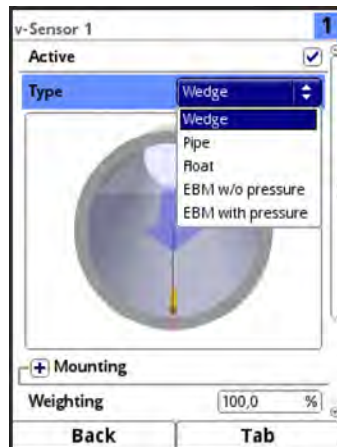 v-Sensor 1 1
Active
Type Wedge
Wedge
Pipe
Float
EBM w/o pressure
EBM with pressure
Mounting
Weighting 100,0 %
Back Tab